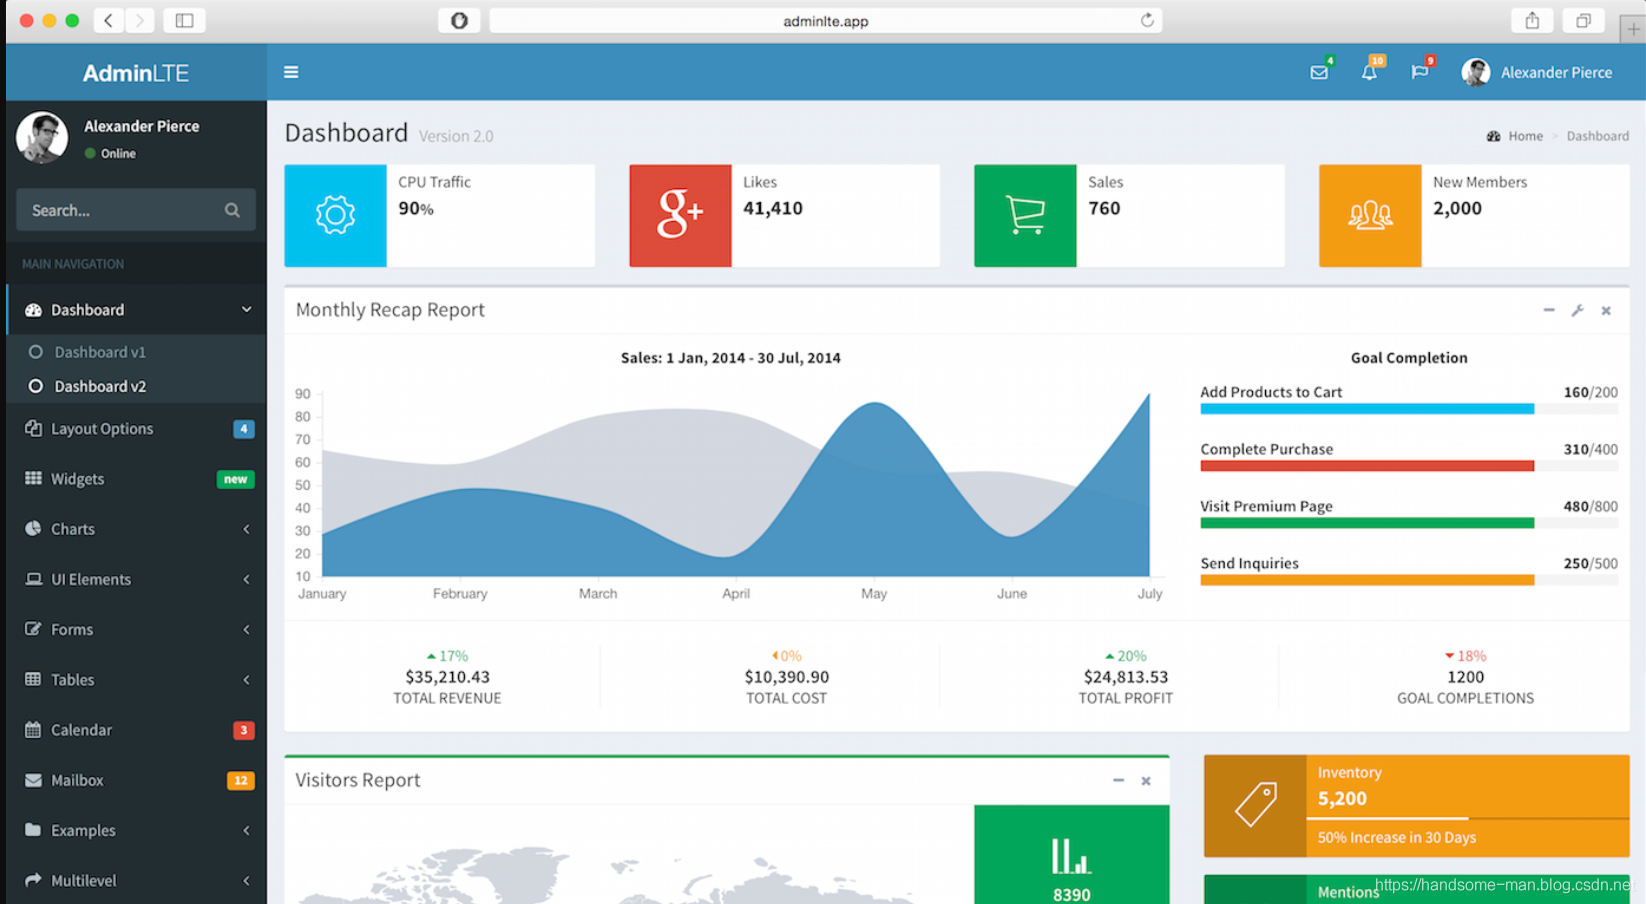 adminlte.app
AdminLTE
4
10
9
Alexander Pierce
Alexander Pierce
Online
Search...
MAIN NAVIGATION
Dashboard
Dashboard v1
Dashboard v2
Layout Options 4
Widgets new
Charts
UI Elements
Forms
Tables
Calendar 3
Mailbox 12
Examples
Multilevel
Dashboard Version 2.0
Home > Dashboard
CPU Traffic
90%
g+
Likes
41,410
Sales
760
New Members
2,000
Monthly Recap Report
Sales: 1 Jan, 2014 - 30 Jul, 2014
90
80
70
60
50
40
30
20
10
January February March April May June July
Goal Completion
Add Products to Cart 160/200
Complete Purchase 310/400
Visit Premium Page 480/800
Send Inquiries 250/500
17%
$35,210.43
TOTAL REVENUE
0%
$10,390.90
TOTAL COST
20%
$24,813.53
TOTAL PROFIT
18%
1200
GOAL COMPLETIONS
Visitors Report
8390
Inventory
5,200
50% Increase in 30 Days
Mentions
https://handsome-man.blog.csdn.net